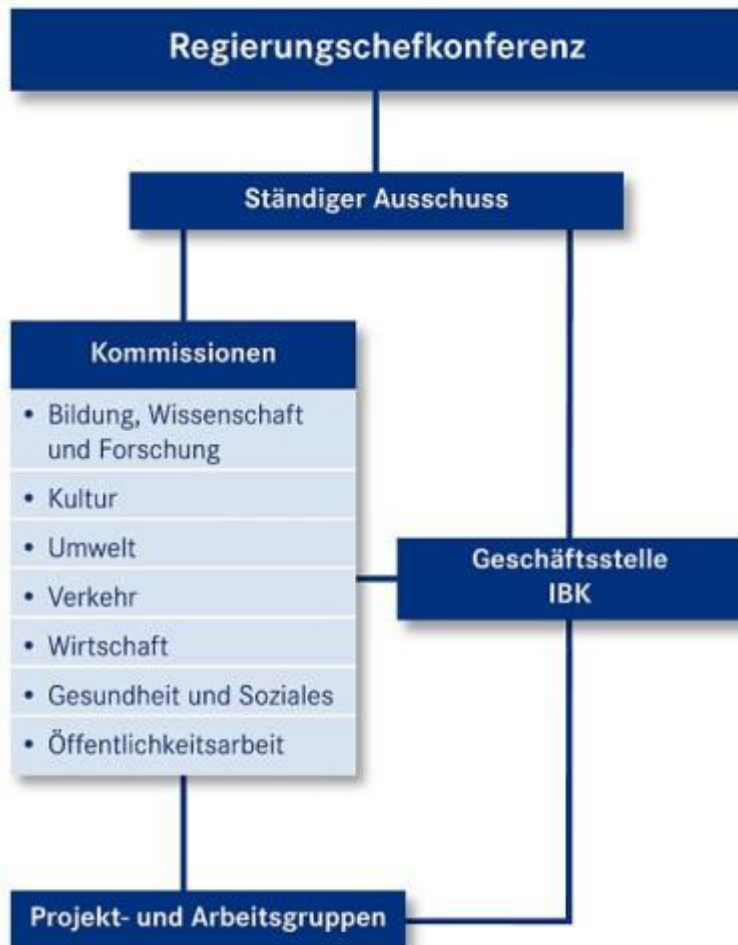 Regierungschefkonferenz
Ständiger Ausschuss
Kommissionen
• Bildung, Wissenschaft
und Forschung
• Kultur
• Umwelt
• Verkehr
• Wirtschaft
• Gesundheit und Soziales
• Öffentlichkeitsarbeit
Geschäftsstelle
IBK
Projekt- und Arbeitsgruppen